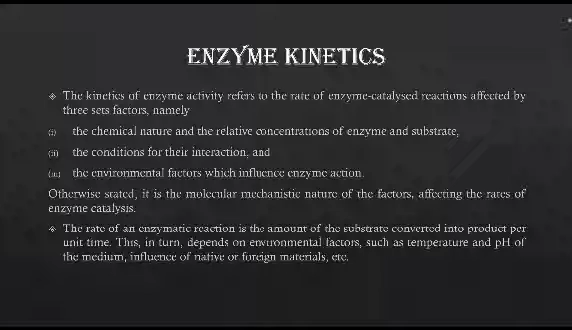 ENZYME KINETICS
The kinetics of enzyme activity refers to the rate of enzyme-catalysed reactions affected by
three sets factors, namely
(i) the chemical nature and the relative concentrations of enzyme and substrate,
(ii) the conditions for their interaction, and
(iii) the environmental factors which influence enzyme action.
Otherwise stated, it is the molecular mechanistic nature of the factors, affecting the rates of
enzyme catalysis.
The rate of an enzymatic reaction is the amount of the substrate converted into product per
unit time. This, in turn, depends on environmental factors, such as temperature and pH of
the medium, influence of native or foreign materials, etc.